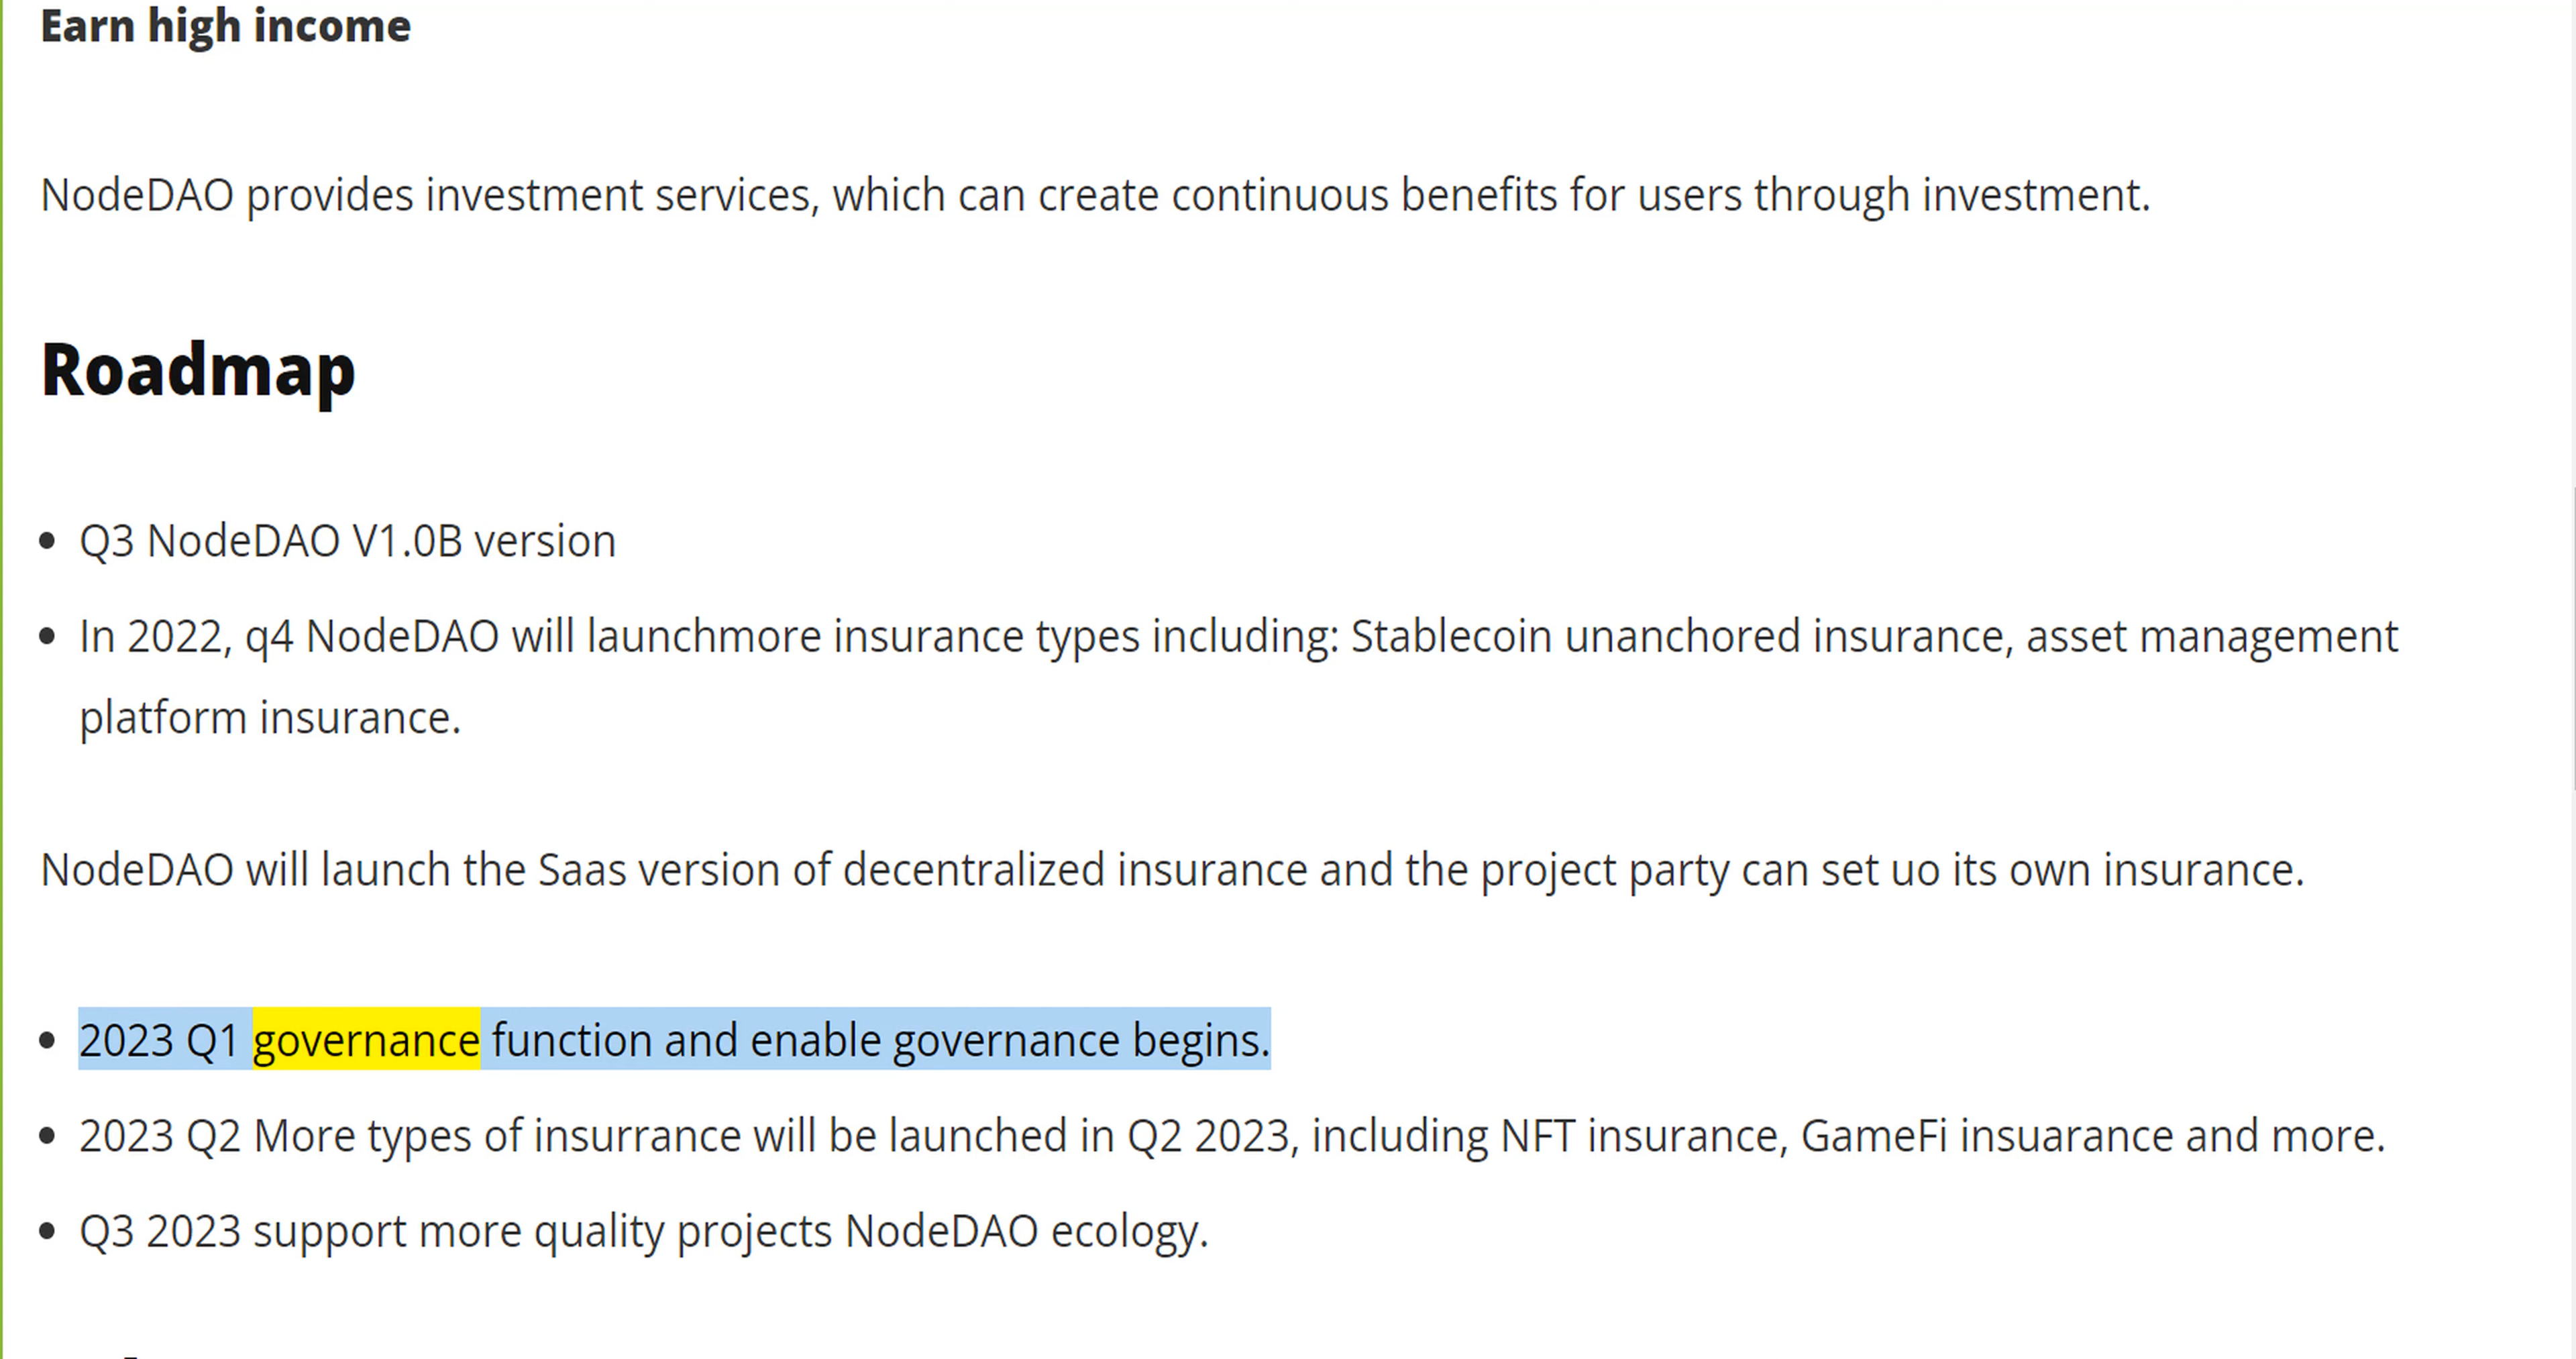 Earn high income
NodeDAO provides investment services, which can create continuous benefits for users through investment.
Roadmap
• Q3 NodeDAO V1.0B version
• In 2022, q4 NodeDAO will launchmore insurance types including: Stablecoin unanchored insurance, asset management
platform insurance.
NodeDAO will launch the Saas version of decentralized insurance and the project party can set uo its own insurance.
• 2023 Q1 governance function and enable governance begins.
• 2023 Q2 More types of insurrance will be launched in Q2 2023, including NFT insurance, GameFi insuarance and more.
• Q3 2023 support more quality projects NodeDAO ecology.